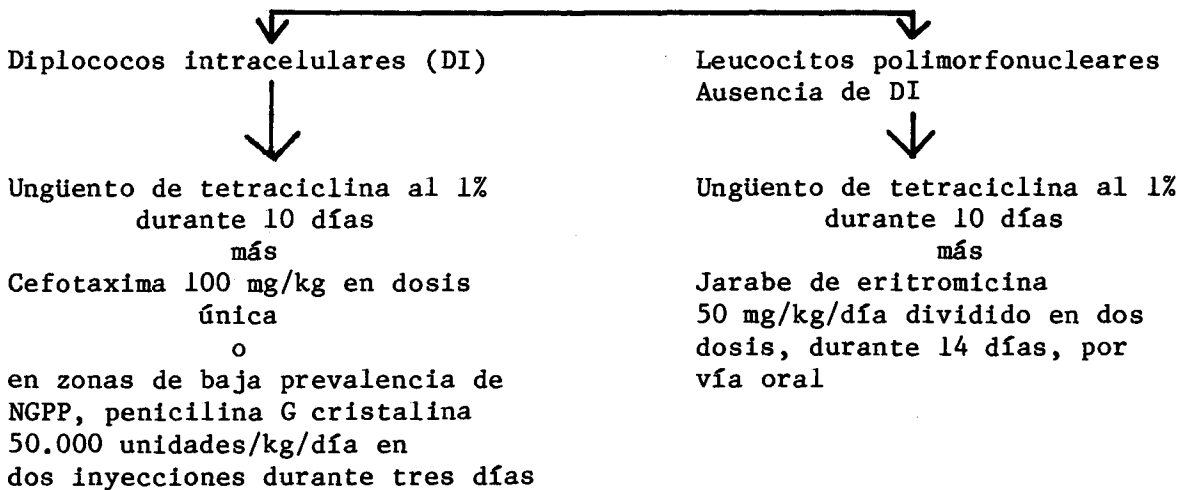 Diplococos intracelulares (DI)
Ungüento de tetraciclina al 1%
durante 10 días
más
Cefotaxima 100 mg/kg en dosis
única
o
en zonas de baja prevalencia de
NGPP, penicilina G cristalina
50.000 unidades/kg/día en
dos inyecciones durante tres días
Leucocitos polimorfonucleares
Ausencia de DI
Ungüento de tetraciclina al 1%
durante 10 días
más
Jarabe de eritromicina
50 mg/kg/día dividido en dos
dosis, durante 14 días, por
vía oral